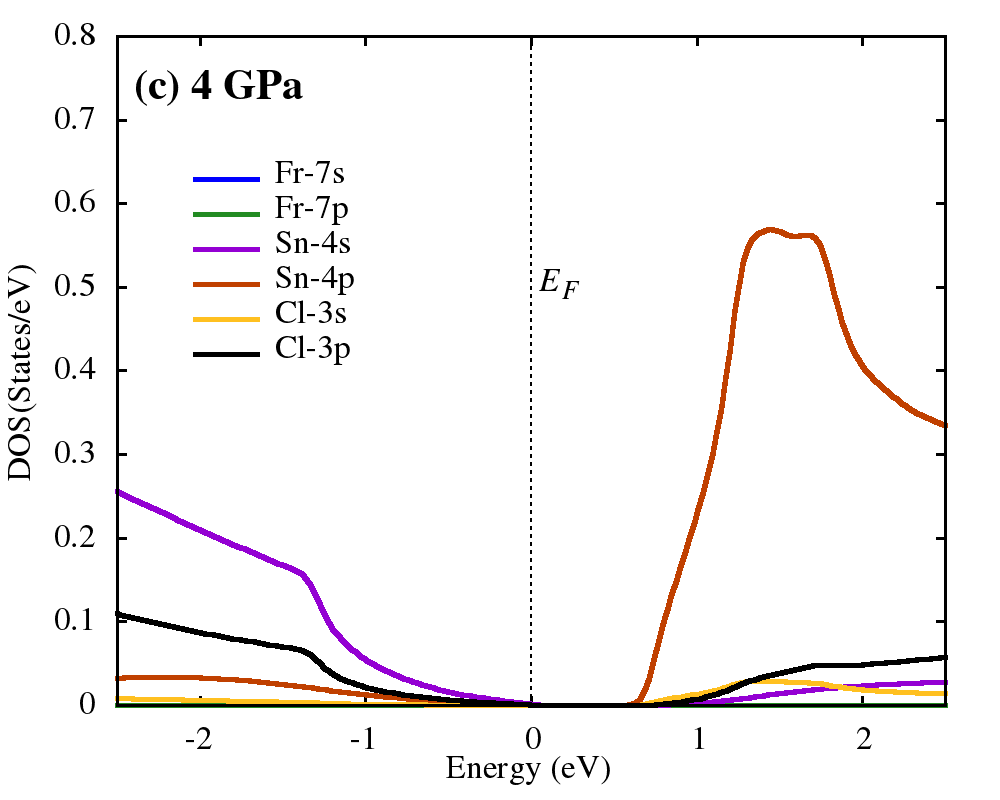 (c) 4 GPa
0.8
0.7
0.6
0.5
0.4
0.3
0.2
0.1
0
DOS(States/eV)
Fr-7s
Fr-7p
Sn-4s
Sn-4p
Cl-3s
Cl-3p
E_F
-2 -1 0 1 2
Energy (eV)